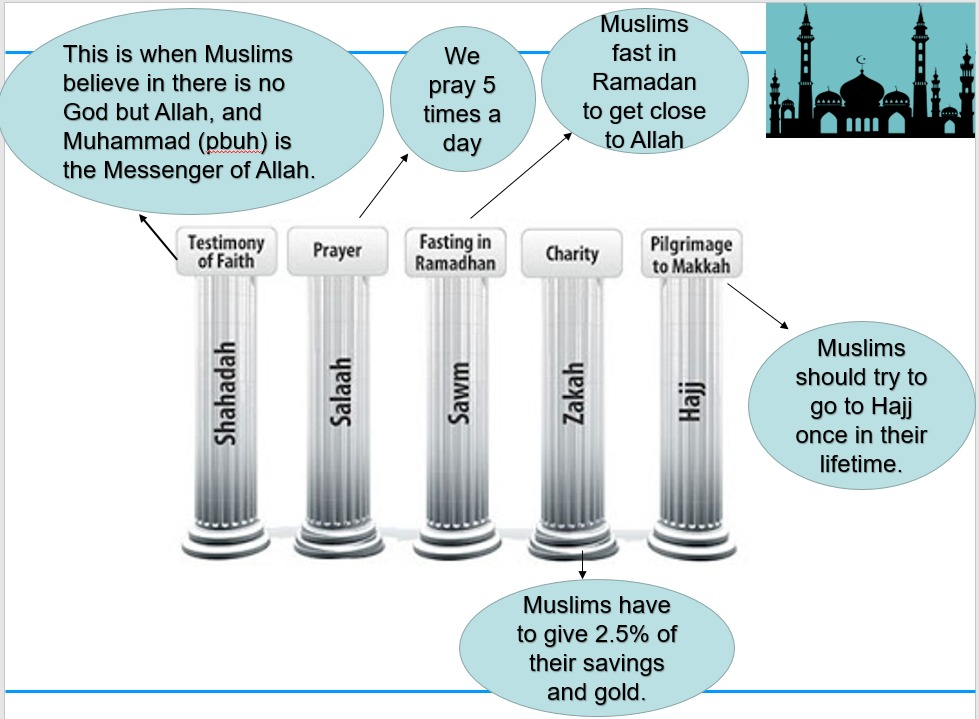 This is when Muslims
believe in there is no
God but Allah, and
Muhammad (pbuh) is
the Messenger of Allah.
We
pray 5
times a
day
Muslims
fast in
Ramadan
to get close
to Allah
Testimony
of Faith
Prayer
Fasting in
Ramadhan
Charity
Pilgrimage
to Makkah
Shahadah
Salaah
Sawm
Zakah
Hajj
Muslims
should try to
go to Hajj
once in their
lifetime.
Muslims have
to give 2.5% of
their savings
and gold.